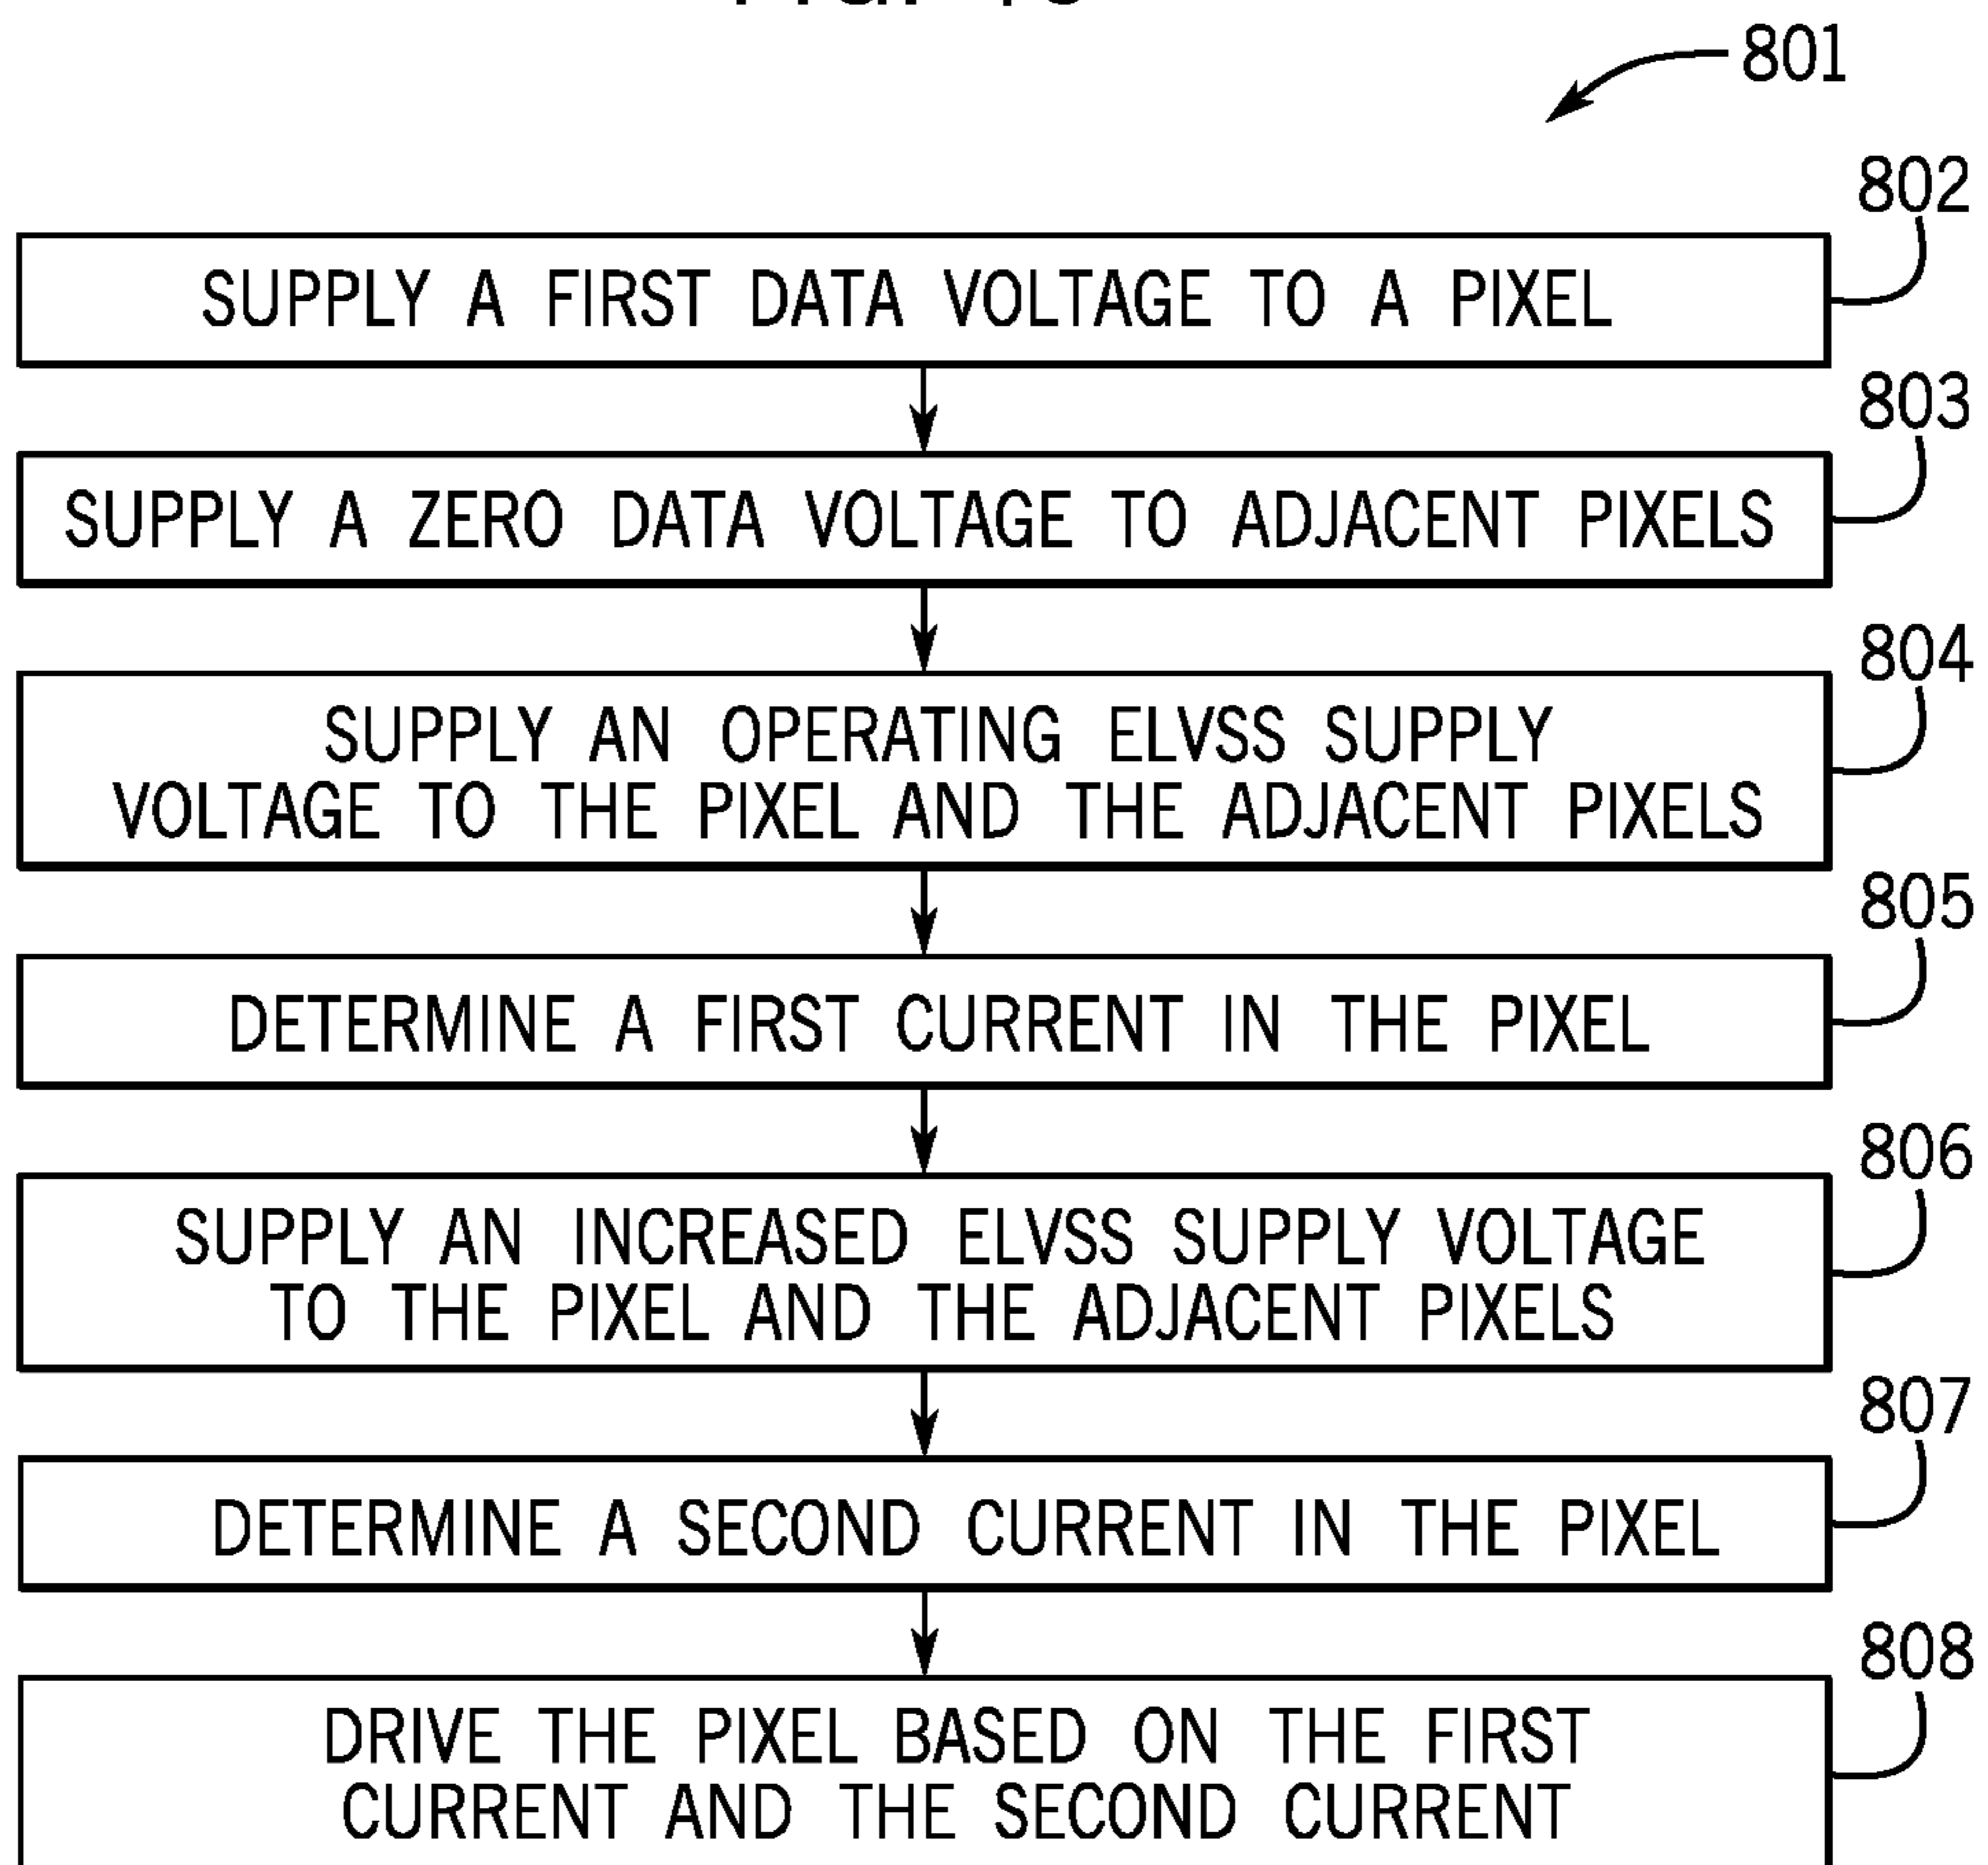 801
802
SUPPLY A FIRST DATA VOLTAGE TO A PIXEL
803
SUPPLY A ZERO DATA VOLTAGE TO ADJACENT PIXELS
804
SUPPLY AN OPERATING ELVSS SUPPLY
VOLTAGE TO THE PIXEL AND THE ADJACENT PIXELS
805
DETERMINE A FIRST CURRENT IN THE PIXEL
806
SUPPLY AN INCREASED ELVSS SUPPLY VOLTAGE
TO THE PIXEL AND THE ADJACENT PIXELS
807
DETERMINE A SECOND CURRENT IN THE PIXEL
808
DRIVE THE PIXEL BASED ON THE FIRST
CURRENT AND THE SECOND CURRENT